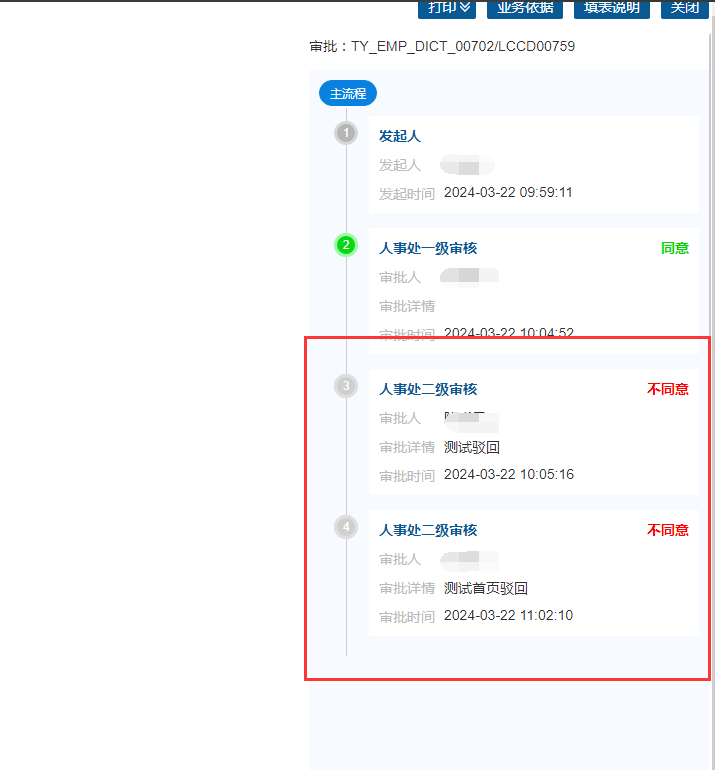 打印 业务依据 填表说明 关闭
审批：TY_EMP_DICT_00702/LCCD00759
主流程
1 发起人
发起人
发起时间 2024-03-22 09:59:11
2 人事处一级审核 同意
审批人
审批详情
审批时间 2024-03-22 10:04:52
3 人事处二级审核 不同意
审批人
审批详情 测试驳回
审批时间 2024-03-22 10:05:16
4 人事处二级审核 不同意
审批人
审批详情 测试首页驳回
审批时间 2024-03-22 11:02:10